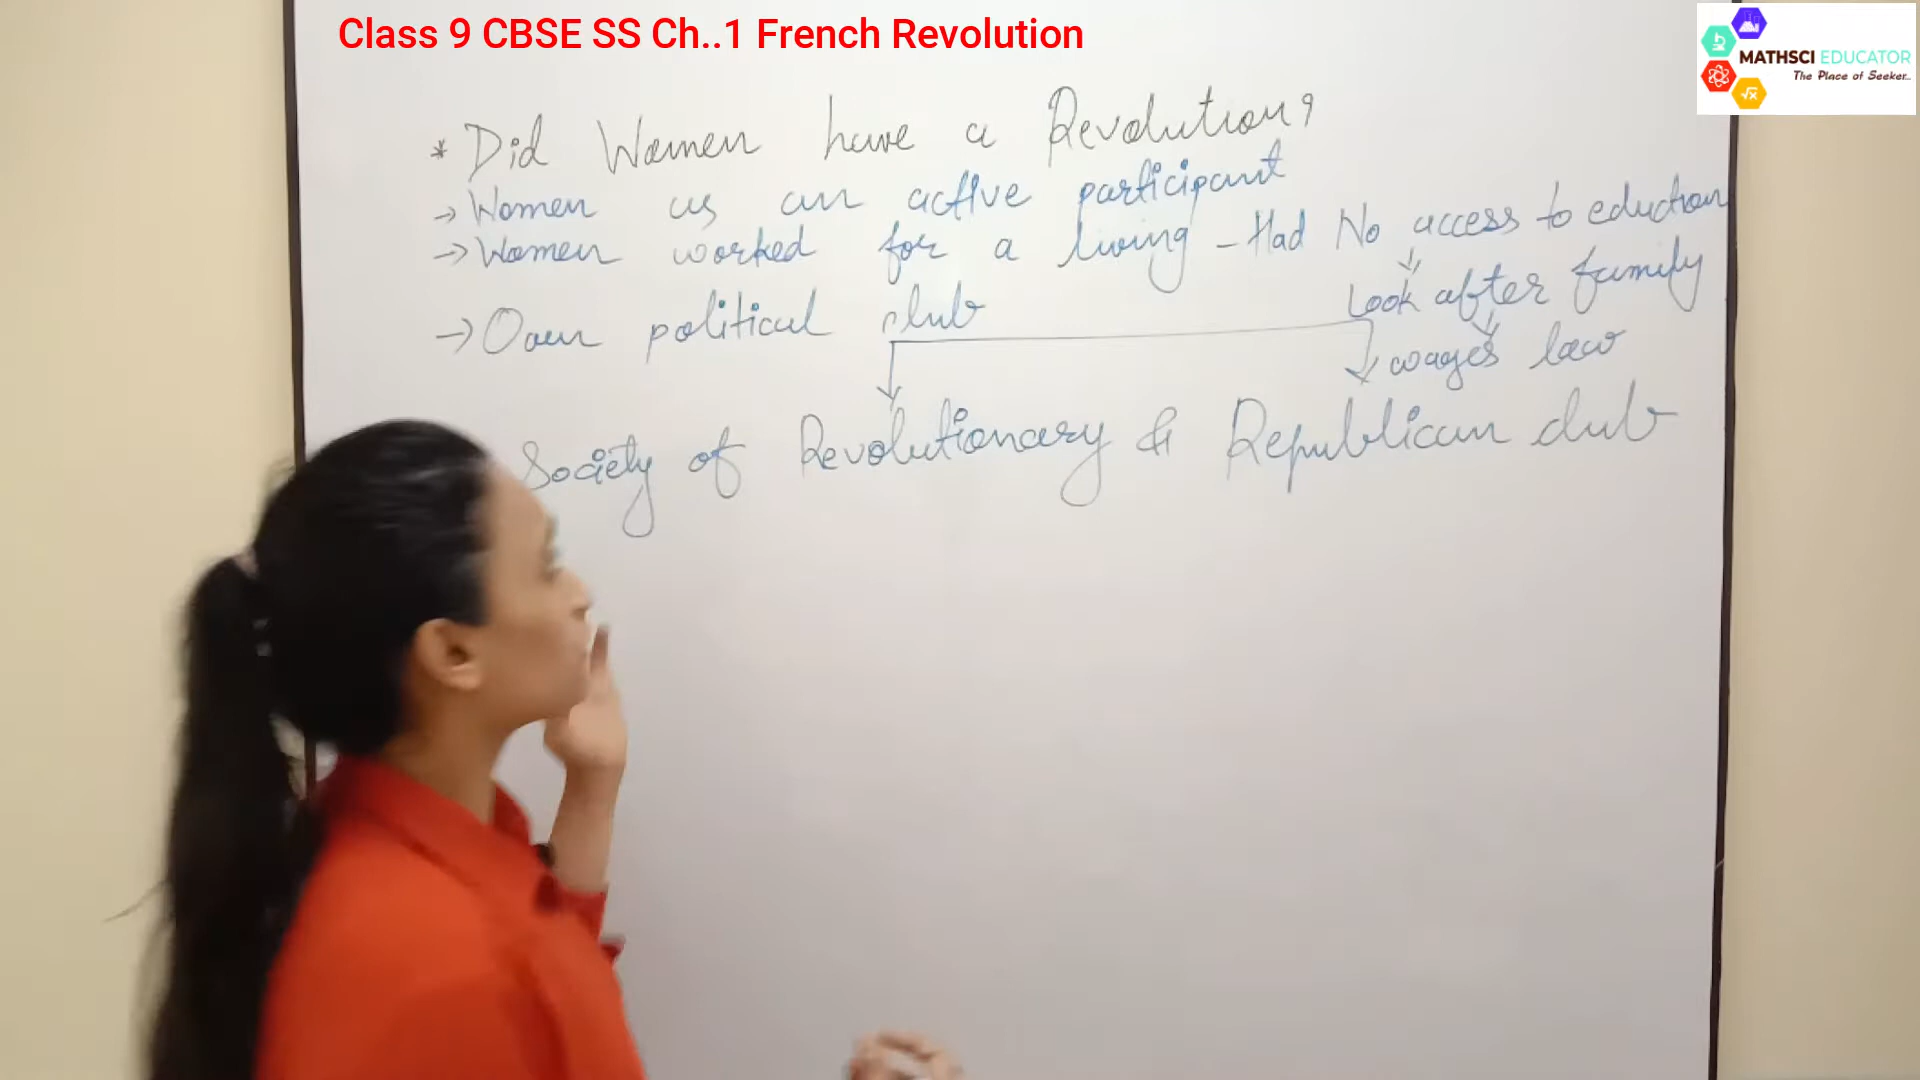 Class 9 CBSE SS Ch..1 French Revolution
MATHSCI EDUCATOR
The Place of Seeker..
* Did Women have a Revolution?
→ Women as an active participant
→ Women worked for a living - Had No access to eduction
Look after family
→ Own political club
wages law
Society of Revolutionary & Republican club